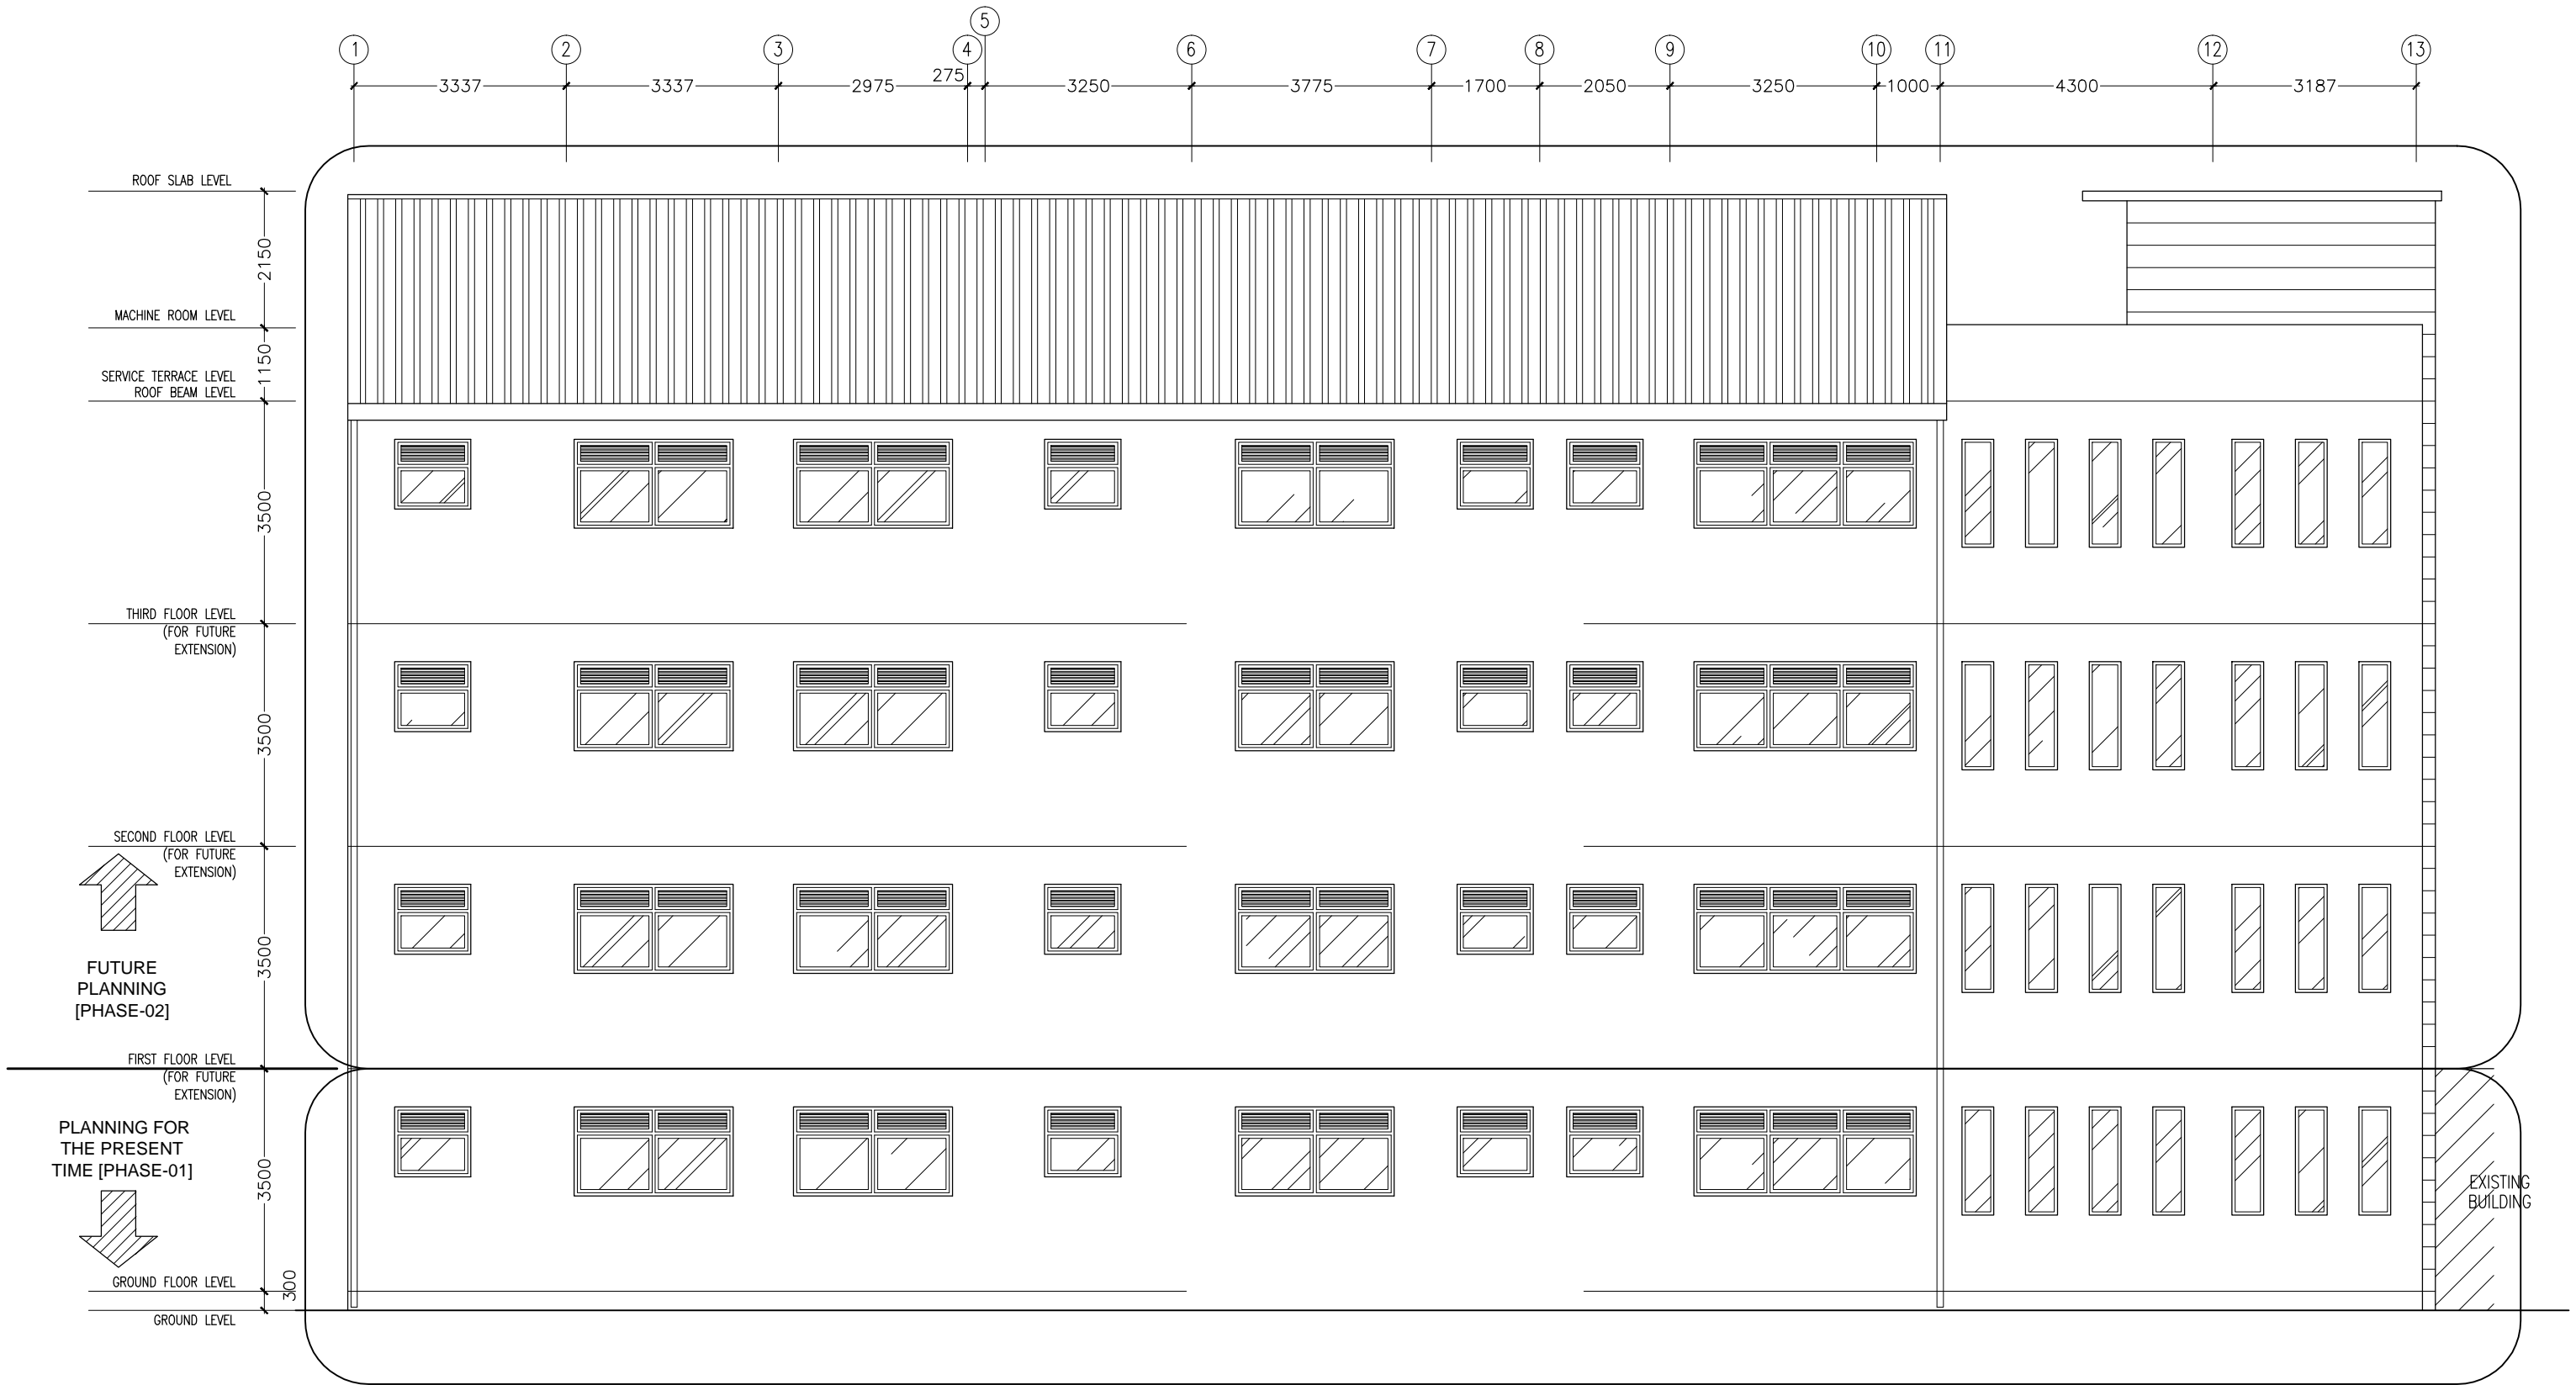 5
1 2 3 4 6 7 8 9 10 11 12 13
275
3337 3337 2975 3250 3775 1700 2050 3250 1000 4300 3187
ROOF SLAB LEVEL
2150
MACHINE ROOM LEVEL
1150
SERVICE TERRACE LEVEL
ROOF BEAM LEVEL
3500
THIRD FLOOR LEVEL
(FOR FUTURE
EXTENSION)
3500
SECOND FLOOR LEVEL
(FOR FUTURE
EXTENSION)
3500
FUTURE
PLANNING
[PHASE-02]
FIRST FLOOR LEVEL
(FOR FUTURE
EXTENSION)
PLANNING FOR
THE PRESENT
TIME [PHASE-01]
3500
EXISTING
BUILDING
GROUND FLOOR LEVEL
300
GROUND LEVEL